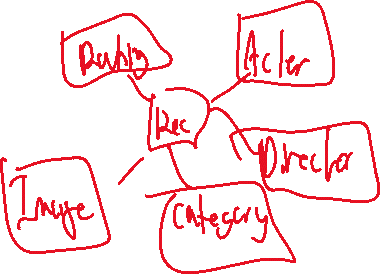 Rating
Actor
Rec
Director
Image
Category